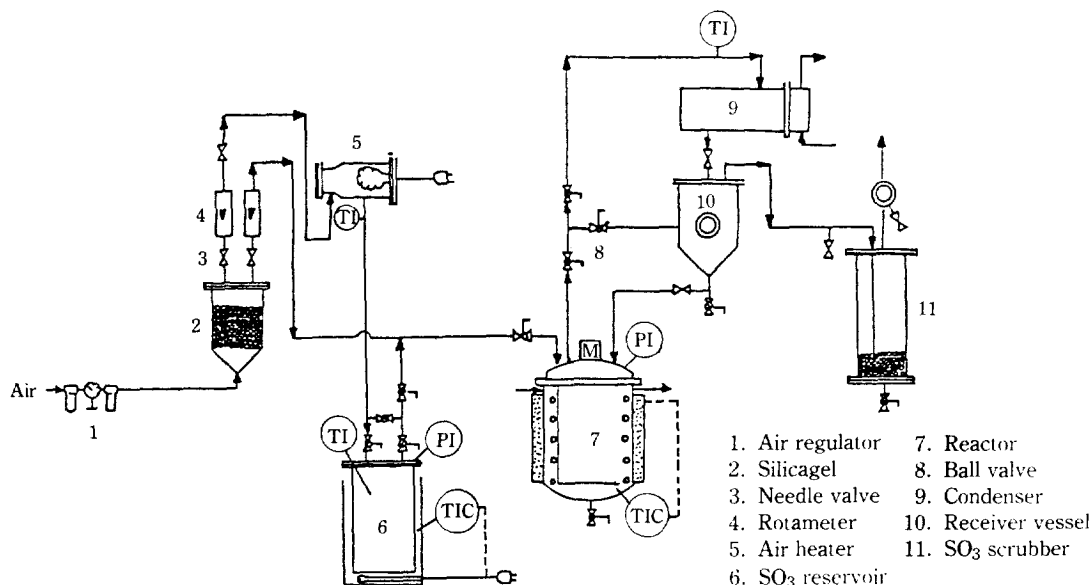 TI
9
5
10
4
TI
8
3
11
2
M
PI
Air
1
TI
PI
7
6
TIC
TIC
1. Air regulator
2. Silicagel
3. Needle valve
4. Rotameter
5. Air heater
6. SO₃ reservoir
7. Reactor
8. Ball valve
9. Condenser
10. Receiver vessel
11. SO₃ scrubber